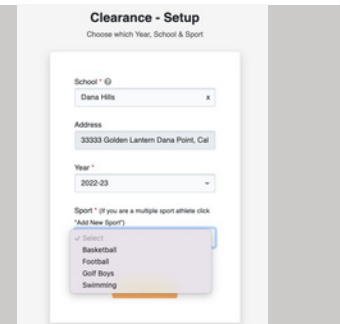 Clearance - Setup
Choose which Year, School & Sport
School *
Dana Hills x
Address
33333 Golden Lantern Dana Point, Cal
Year *
2022-23
Sport * (If you are a multiple sport athlete click
"Add New Sport")
✓ Select
Basketball
Football
Golf Boys
Swimming